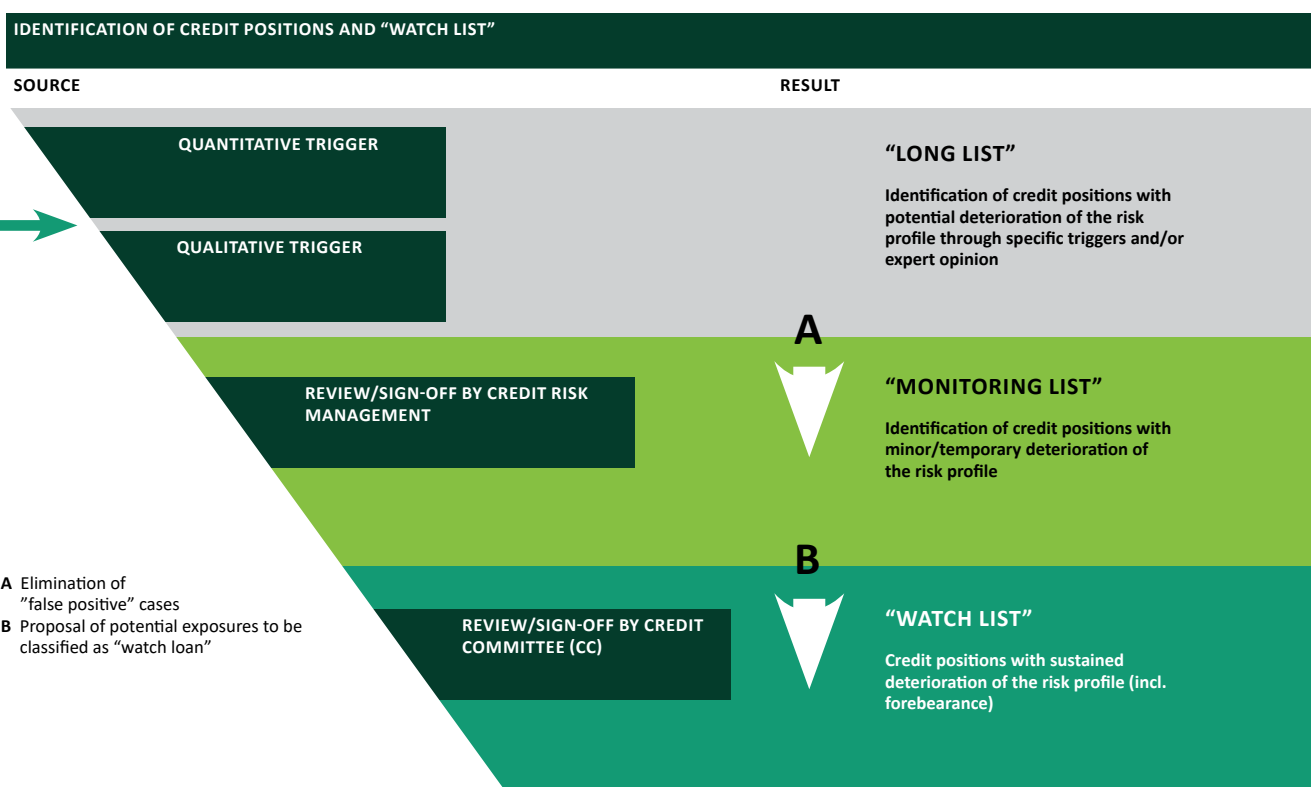 IDENTIFICATION OF CREDIT POSITIONS AND “WATCH LIST”
SOURCE
RESULT
QUANTITATIVE TRIGGER
QUALITATIVE TRIGGER
“LONG LIST”
Identification of credit positions with
potential deterioration of the risk
profile through specific triggers and/or
expert opinion
A
REVIEW/SIGN-OFF BY CREDIT RISK
MANAGEMENT
“MONITORING LIST”
Identification of credit positions with
minor/temporary deterioration of
the risk profile
B
A Elimination of
”false positive” cases
B Proposal of potential exposures to be
classified as “watch loan”
REVIEW/SIGN-OFF BY CREDIT
COMMITTEE (CC)
“WATCH LIST”
Credit positions with sustained
deterioration of the risk profile (incl.
forebearance)